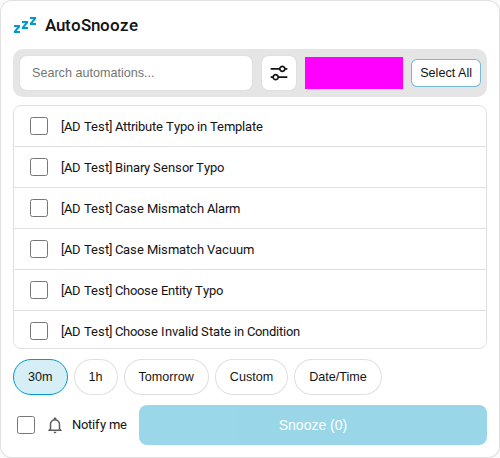 AutoSnooze
Search automations...
Select All
[AD Test] Attribute Typo in Template
[AD Test] Binary Sensor Typo
[AD Test] Case Mismatch Alarm
[AD Test] Case Mismatch Vacuum
[AD Test] Choose Entity Typo
[AD Test] Choose Invalid State in Condition
30m 1h Tomorrow Custom Date/Time
Notify me Snooze (0)